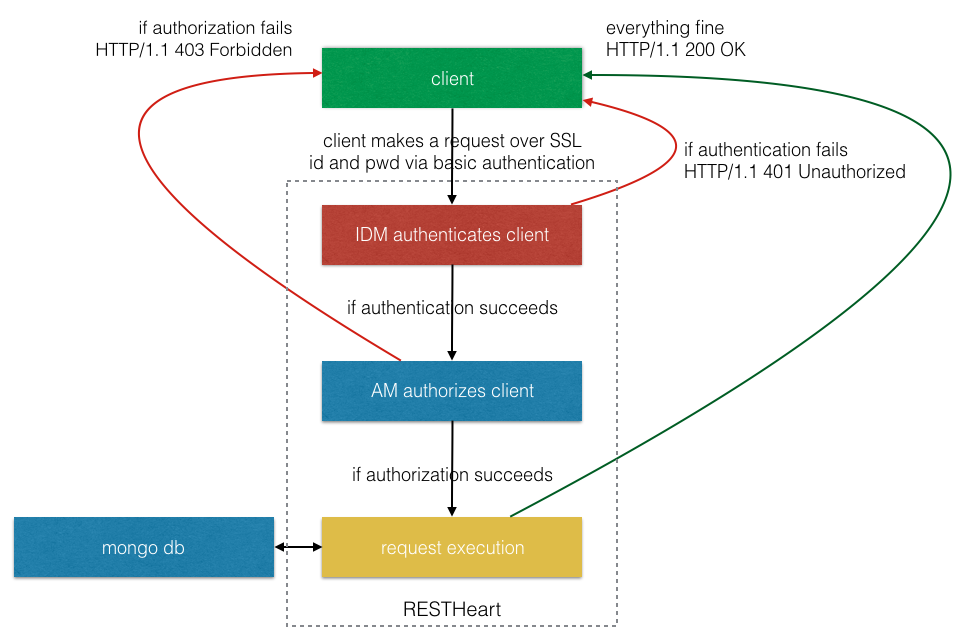 if authorization fails
HTTP/1.1 403 Forbidden
everything fine
HTTP/1.1 200 OK
client
client makes a request over SSL
id and pwd via basic authentication
if authentication fails
HTTP/1.1 401 Unauthorized
IDM authenticates client
if authentication succeeds
AM authorizes client
if authorization succeeds
mongo db
request execution
RESTHeart